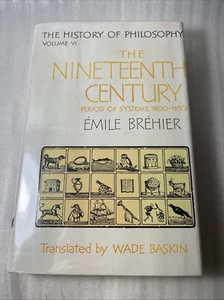 THE HISTORY OF PHILOSOPHY
VOLUME VI
THE
NINETEENTH
CENTURY
PERIOD OF SYSTEMS, 1800-1850
ÉMILE BRÉHIER
Translated by WADE BASKIN